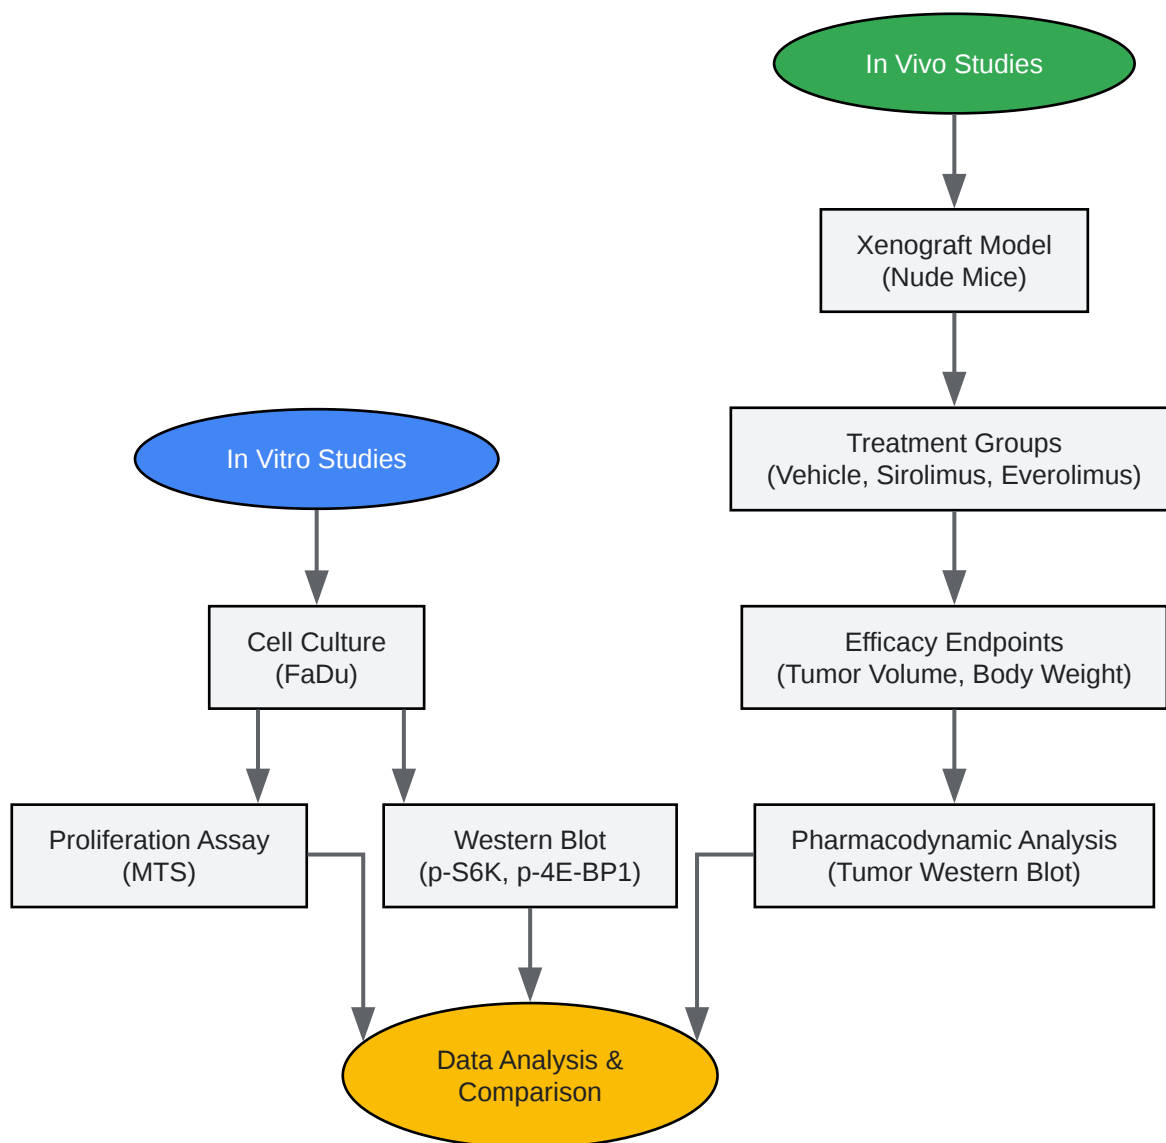 In Vivo Studies
Xenograft Model
(Nude Mice)
Treatment Groups
(Vehicle, Sirolimus, Everolimus)
In Vitro Studies
Efficacy Endpoints
(Tumor Volume, Body Weight)
Cell Culture
(FaDu)
Proliferation Assay
(MTS)
Western Blot
(p-S6K, p-4E-BP1)
Pharmacodynamic Analysis
(Tumor Western Blot)
Data Analysis &
Comparison